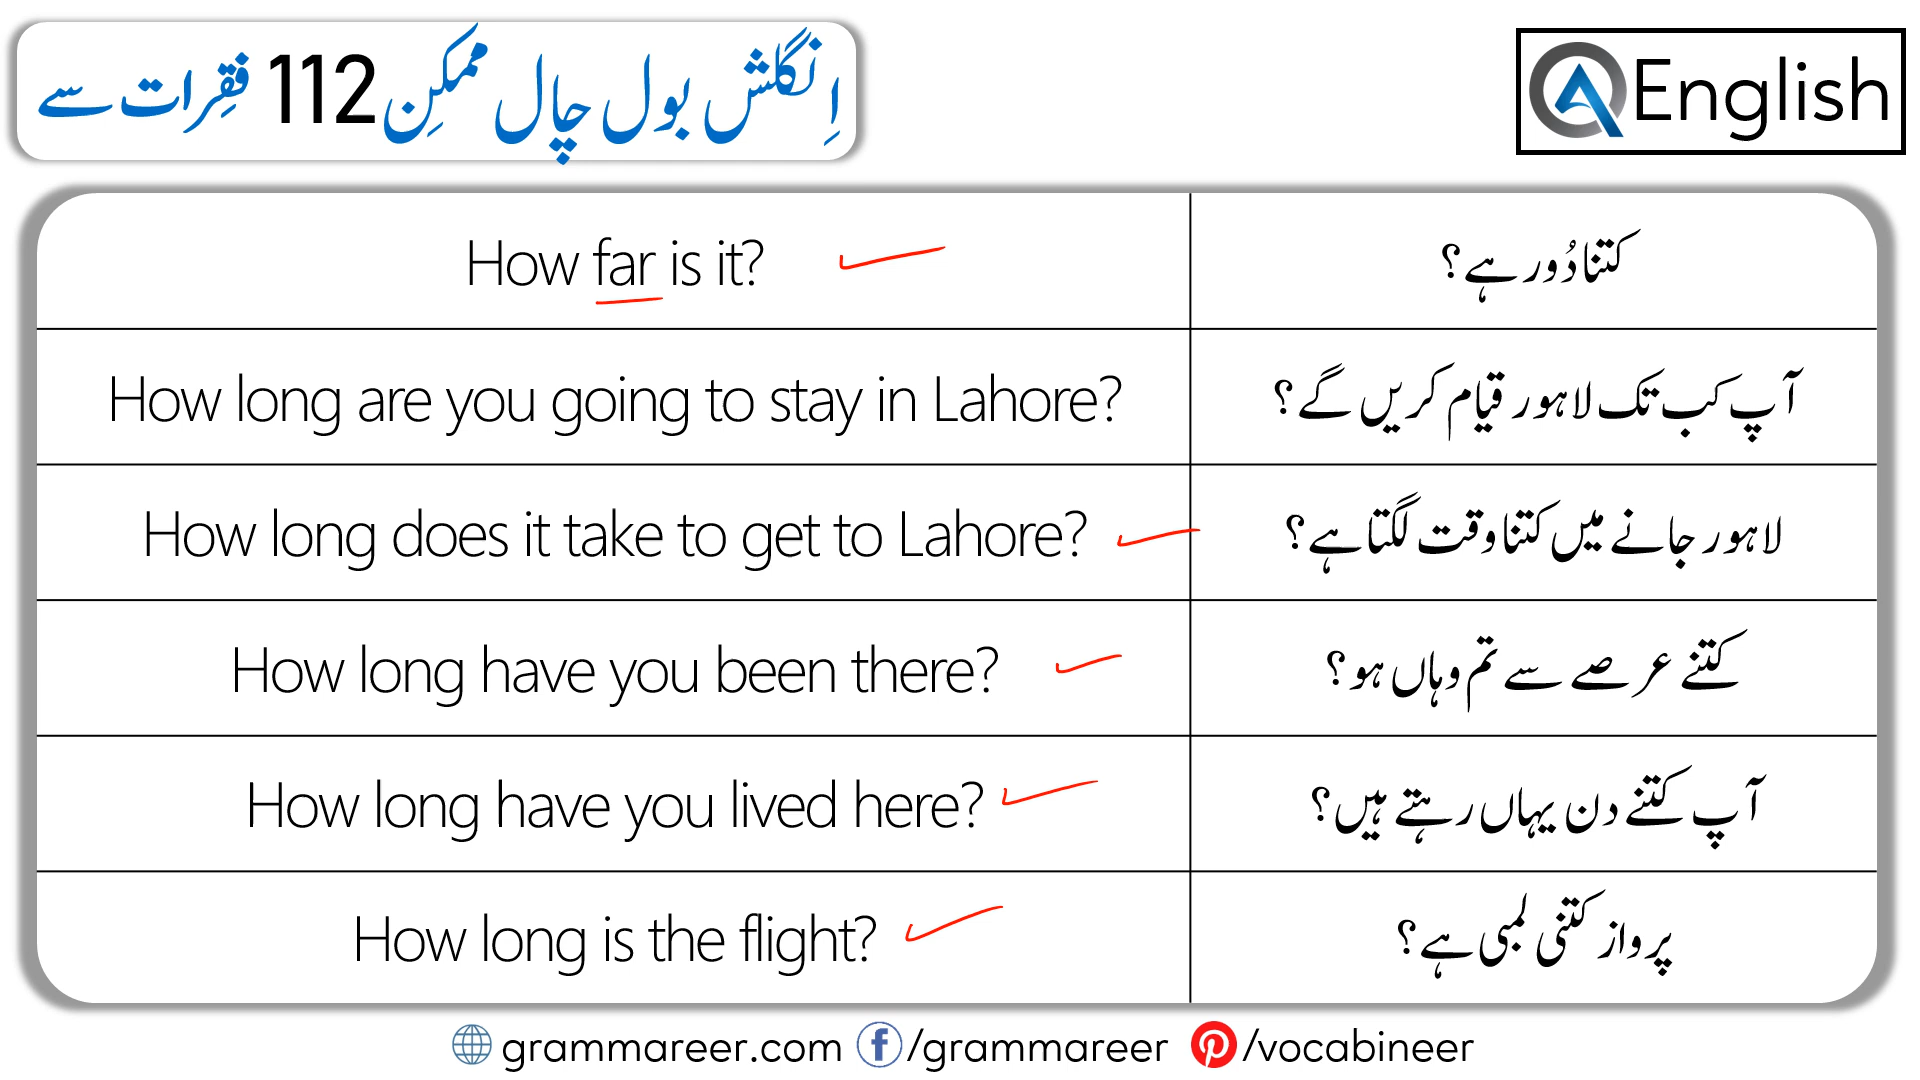 اِنگلش بول چال ممکِن 112 فقِرات سے
English
How far is it?
کتنا دُور ہے؟
How long are you going to stay in Lahore?
آپ کب تک لاہور قیام کریں گے؟
How long does it take to get to Lahore?
لاہور جانے میں کتنا وقت لگتا ہے؟
How long have you been there?
کتنے عرصے سے تم وہاں ہو؟
How long have you lived here?
آپ کتنے دن یہاں رہتے ہیں؟
How long is the flight?
پرواز کتنی لمبی ہے؟
grammareer.com /grammareer /vocabineer